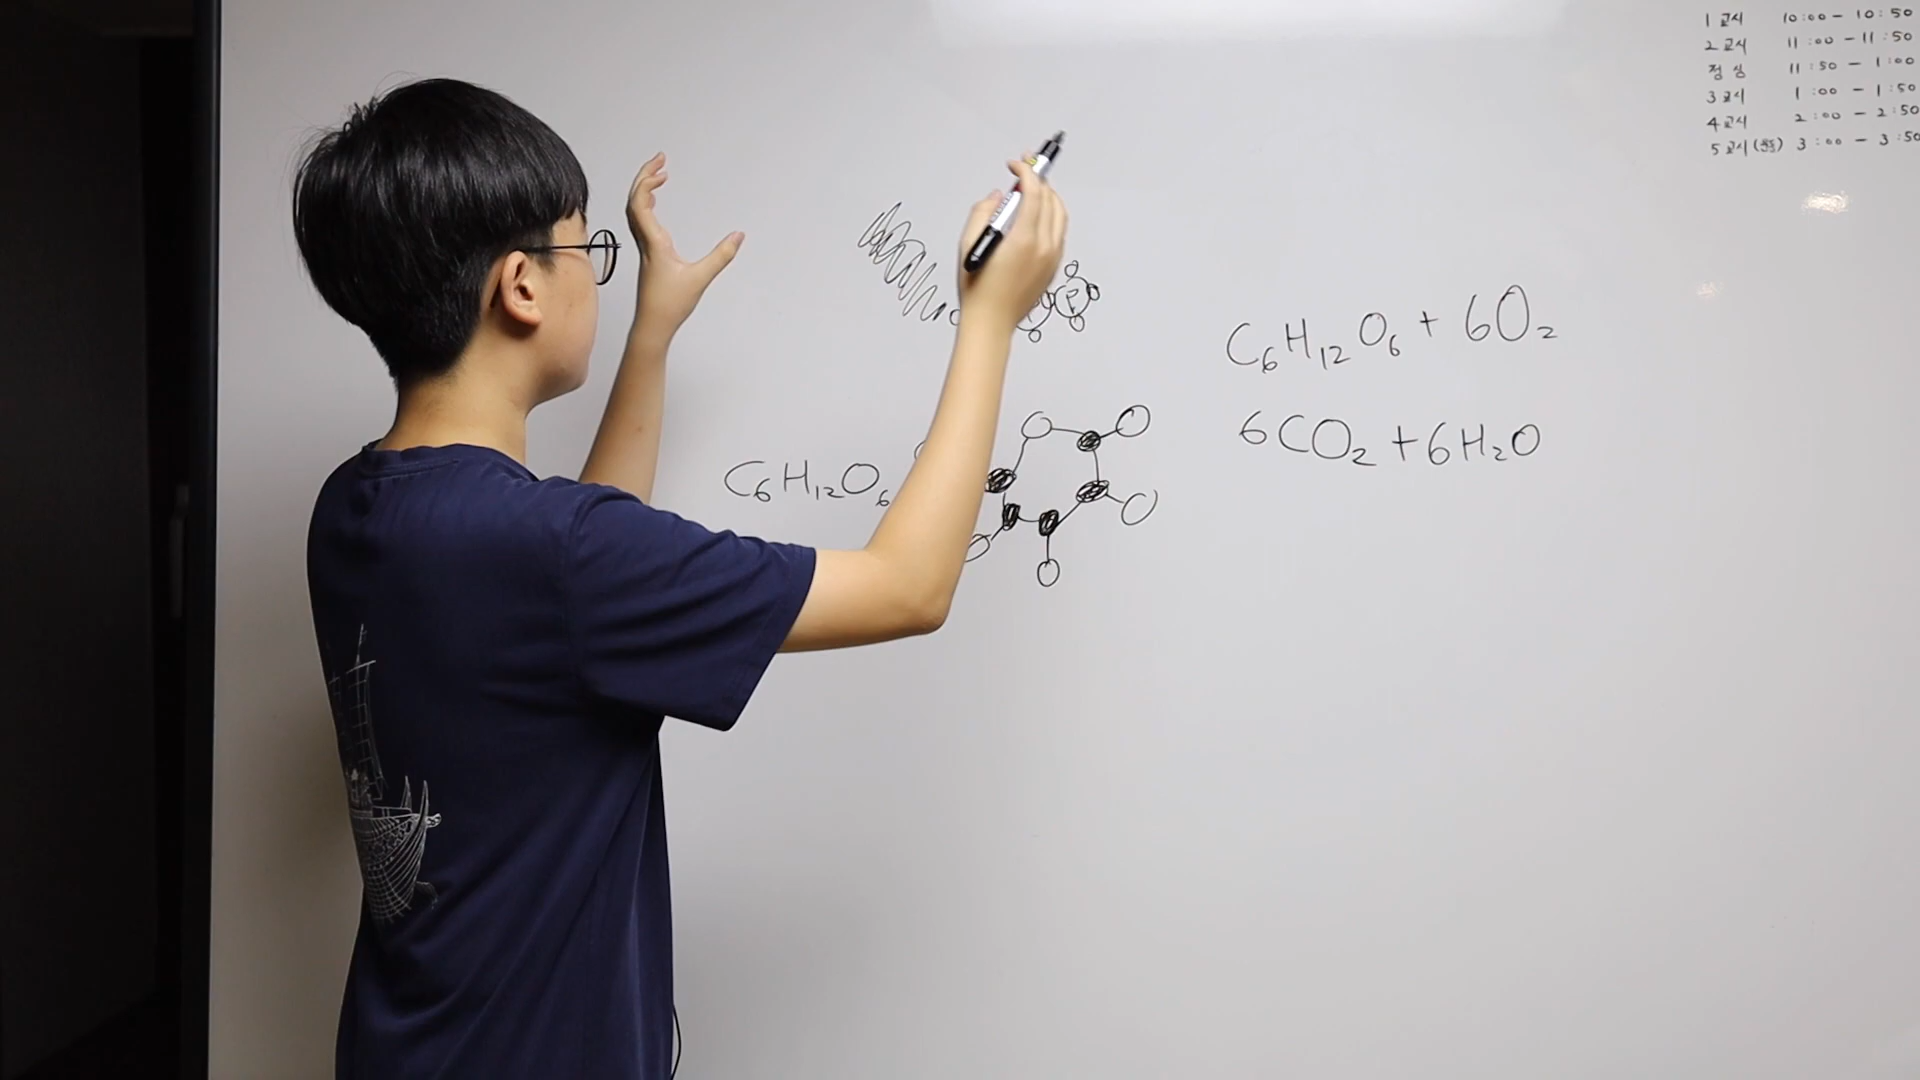 1교시 10:00 - 10:50
2교시 11:00 - 11:50
점심 11:50 - 1:00
3교시 1:00 - 1:50
4교시 2:00 - 2:50
5교시 3:00 - 3:50
P
C6H12O6 + 6O2
6CO2 + 6H2O
C6H12O6